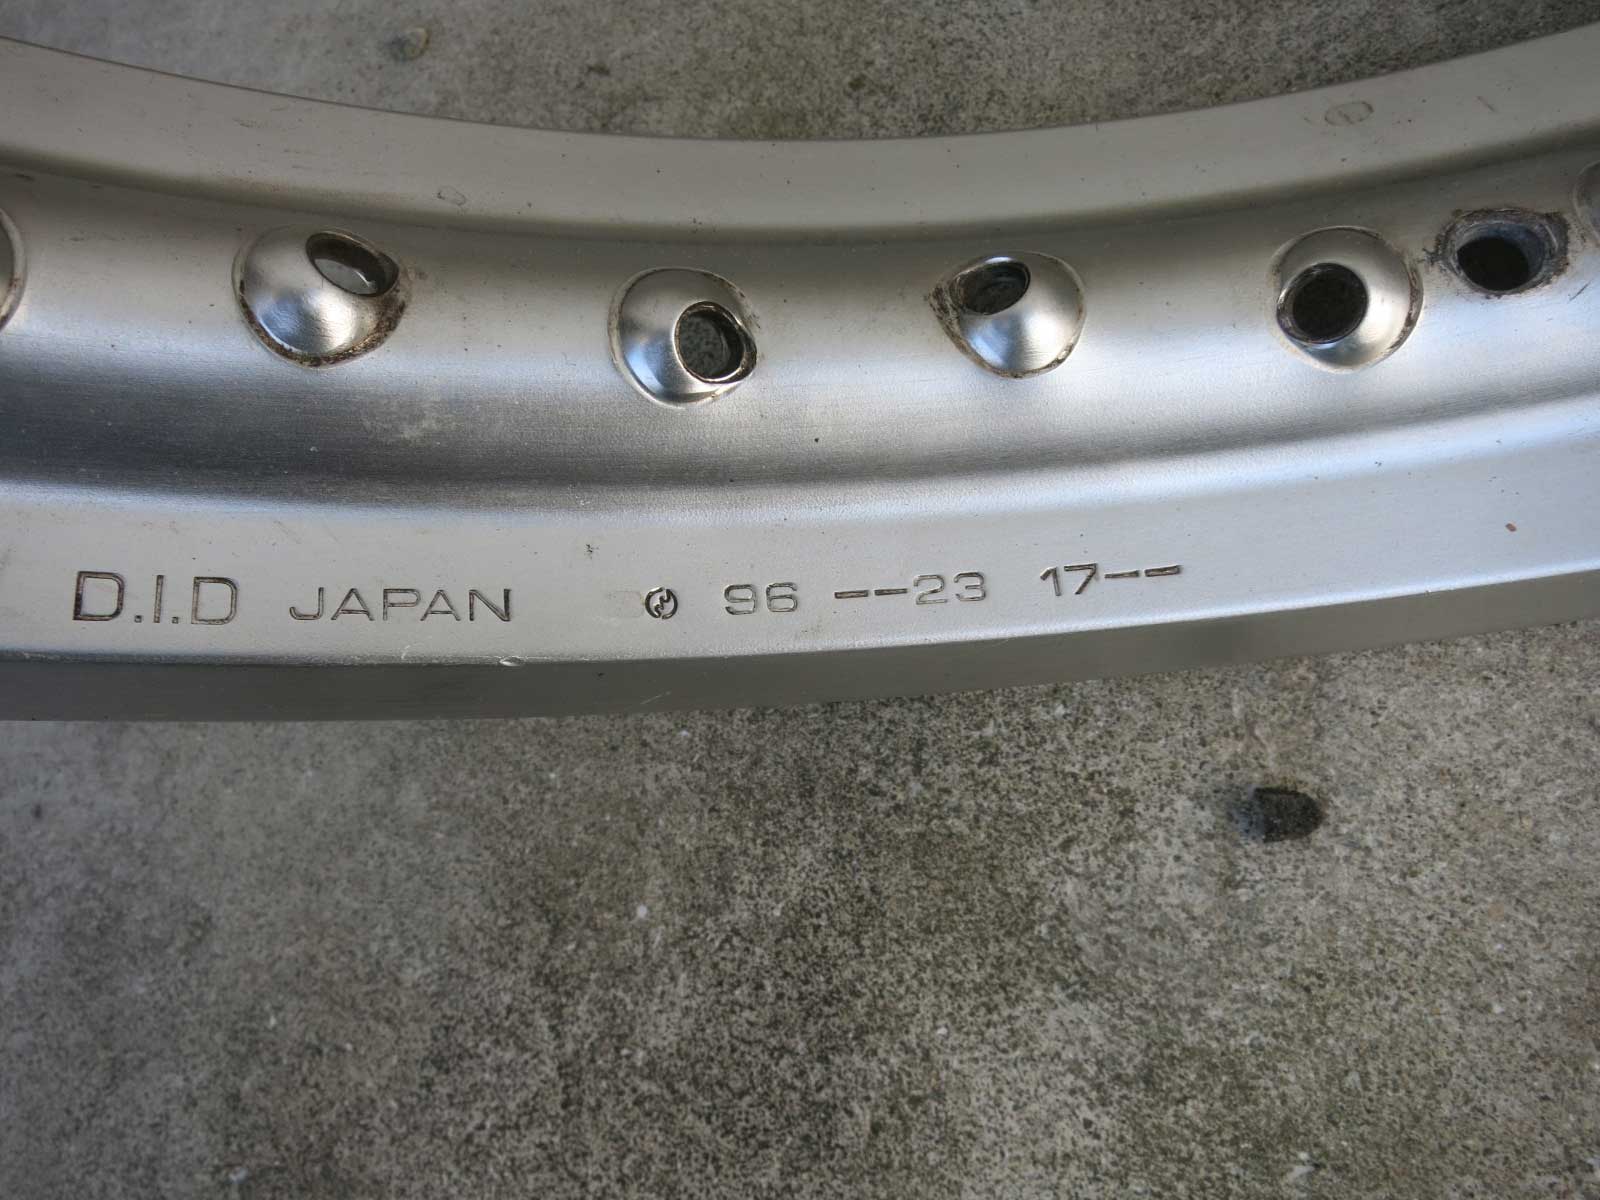 D.I.D JAPAN 96 --23 17--